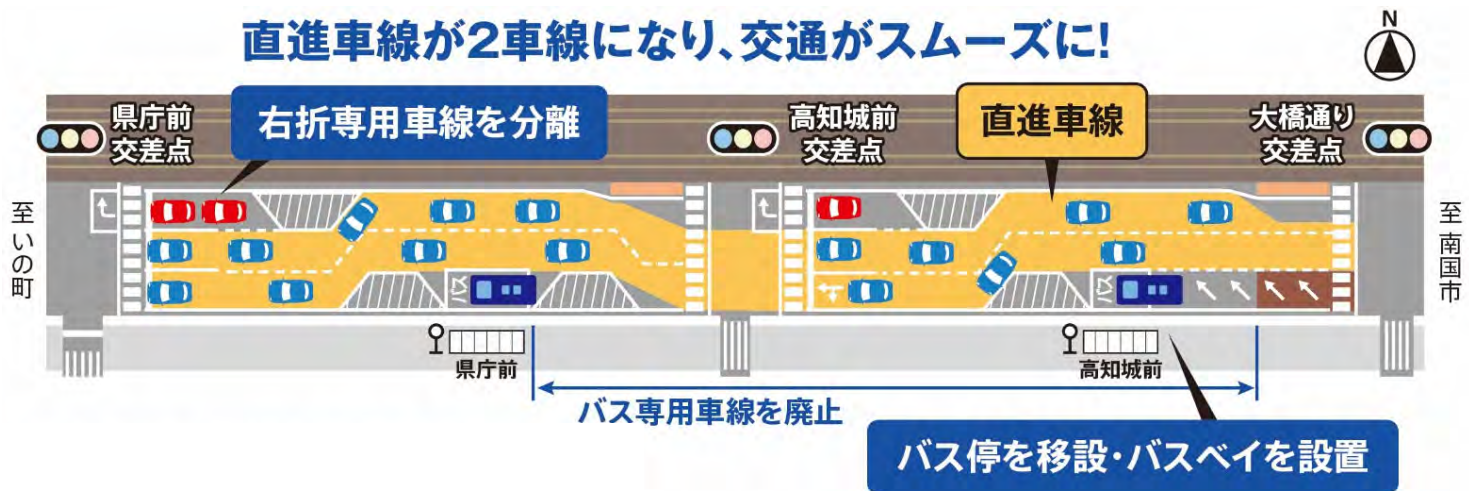 直進車線が2車線になり、交通がスムーズに!
N
県庁前
交差点
右折専用車線を分離
高知城前
交差点
直進車線
大橋通り
交差点
至いの町
至南国市
県庁前
高知城前
バス専用車線を廃止
バス停を移設・バスベイを設置